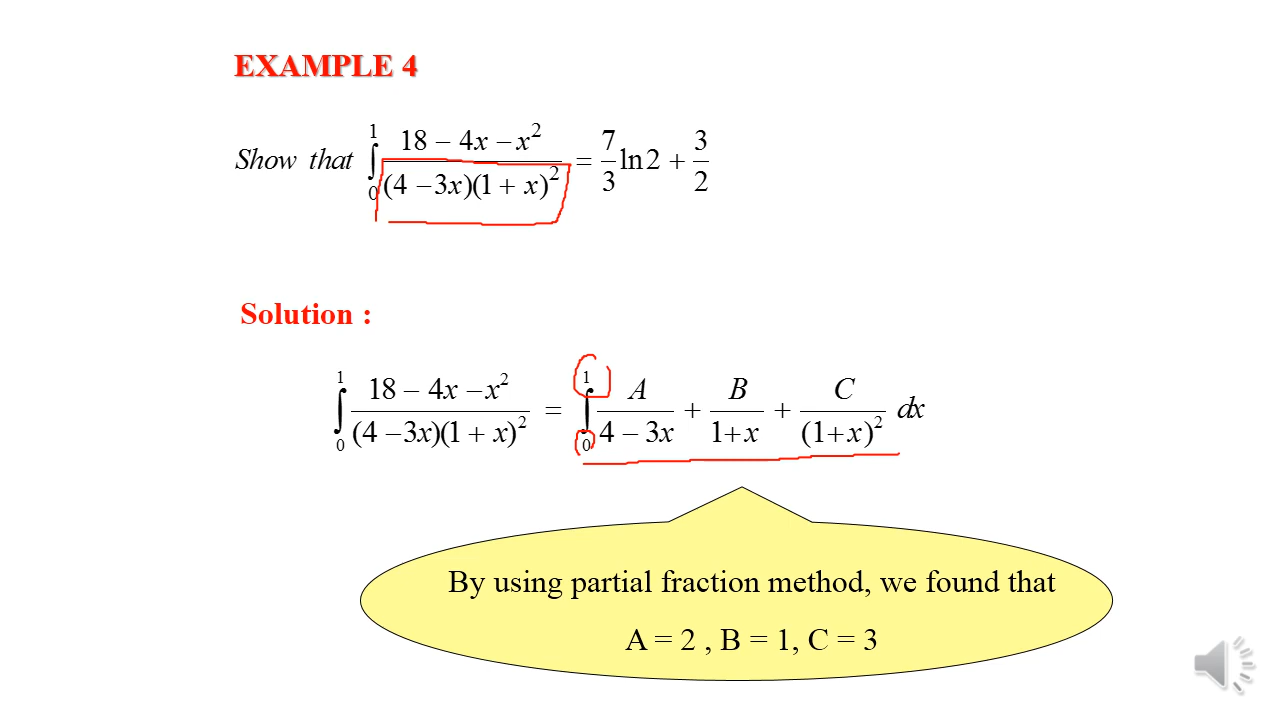 EXAMPLE 4
Show that ∫₀¹ (18 − 4x − x²)/((4 − 3x)(1 + x)²) = 7/3 ln 2 + 3/2
Solution :
∫₀¹ (18 − 4x − x²)/((4 − 3x)(1 + x)²) = ∫₀¹ A/(4 − 3x) + B/(1+x) + C/(1+x)² dx
By using partial fraction method, we found that
A = 2 , B = 1, C = 3